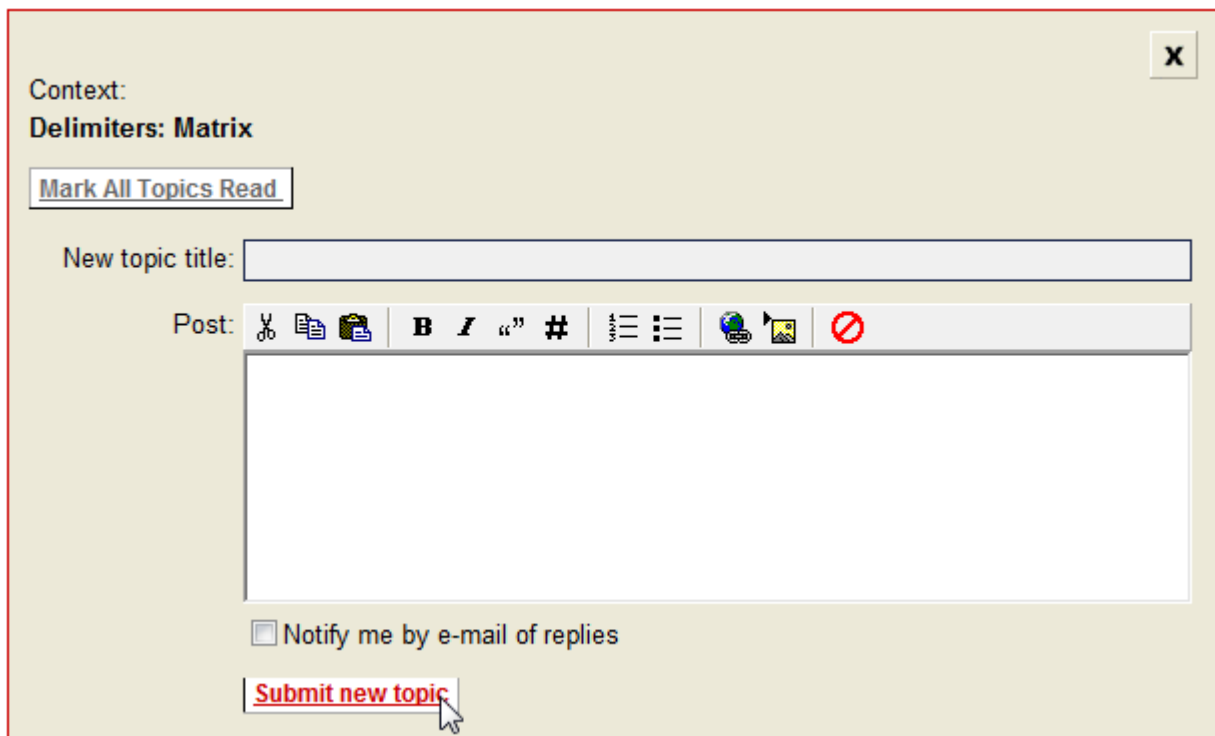 x
Context:
Delimiters: Matrix
Mark All Topics Read
New topic title:
Post: B I “” #
Notify me by e-mail of replies
Submit new topic